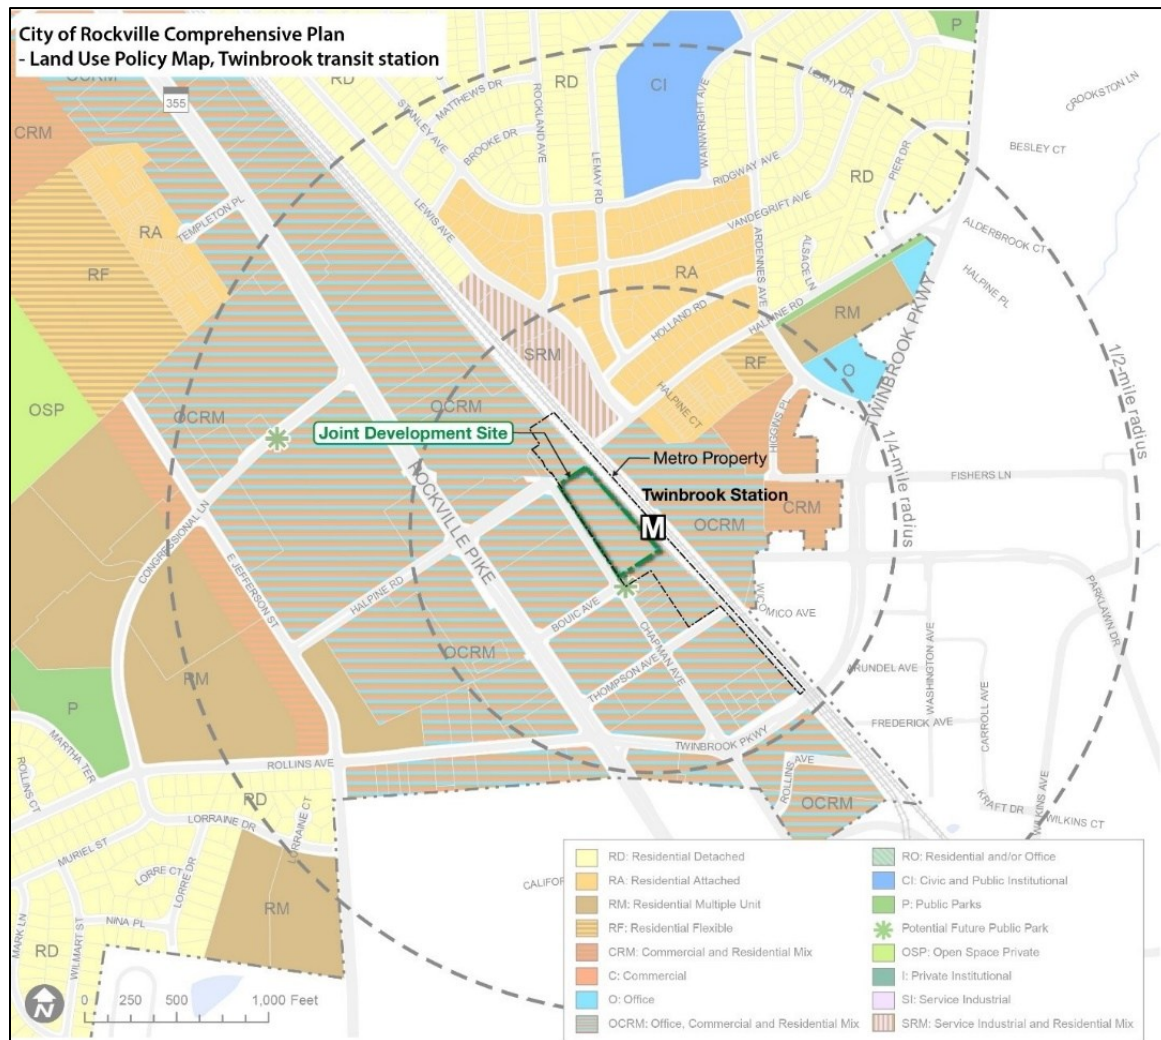 City of Rockville Comprehensive Plan
- Land Use Policy Map, Twinbrook transit station
OCRM
355
RD
RD
CI
P
STANLEY AVE
MATTHEWS DR
BROOKE DR
ROCKLAND AVE
LEMAY RD
WAINWRIGHT AVE
LEAHY DR
CROOKSTON LN
BESLEY CT
PIER DR
RD
CRM
RIDGWAY AVE
VANDEGRIFT AVE
LEWIS AVE
TEMPLETON PL
RA
RF
RA
ARDENNES AVE
ALSACE LN
ALDERBROOK CT
HALPINE PL
HOLLAND RD
HALPINE RD
RM
TWINBROOK PKWY
1/2-mile radius
SRM
RF
O
HALPINE CT
HIGGINS PL
1/4-mile radius
OSP
OCRM
OCRM
Joint Development Site
Metro Property
FISHERS LN
Twinbrook Station
M
OCRM
CRM
ROCKVILLE PIKE
CONGRESSIONAL LN
E JEFFERSON ST
HALPINE RD
BOUIC AVE
WICOMICO AVE
PARKLAWN DR
OCRM
CHAPMAN AVE
THOMPSON AVE
ARUNDEL AVE
WASHINGTON AVE
CARROLL AVE
RM
P
FREDERICK AVE
MARTHA TER
ROLLINS AVE
TWINBROOK PKWY
ROLLINS CT
RD
ROLLINS AVE
OCRM
KRAFT DR
WILKINS AVE
WILKINS CT
LORRAINE DR
LORRAINE CT
MURIEL ST
LORRE CT
LORRE DR
RM
NINA PL
MARK LN
RD
WILMART ST
CALIFOR
N
0 250 500 1,000 Feet
RD: Residential Detached
RA: Residential Attached
RM: Residential Multiple Unit
RF: Residential Flexible
CRM: Commercial and Residential Mix
C: Commercial
O: Office
OCRM: Office, Commercial and Residential Mix
RO: Residential and/or Office
CI: Civic and Public Institutional
P: Public Parks
Potential Future Public Park
OSP: Open Space Private
I: Private Institutional
SI: Service Industrial
SRM: Service Industrial and Residential Mix